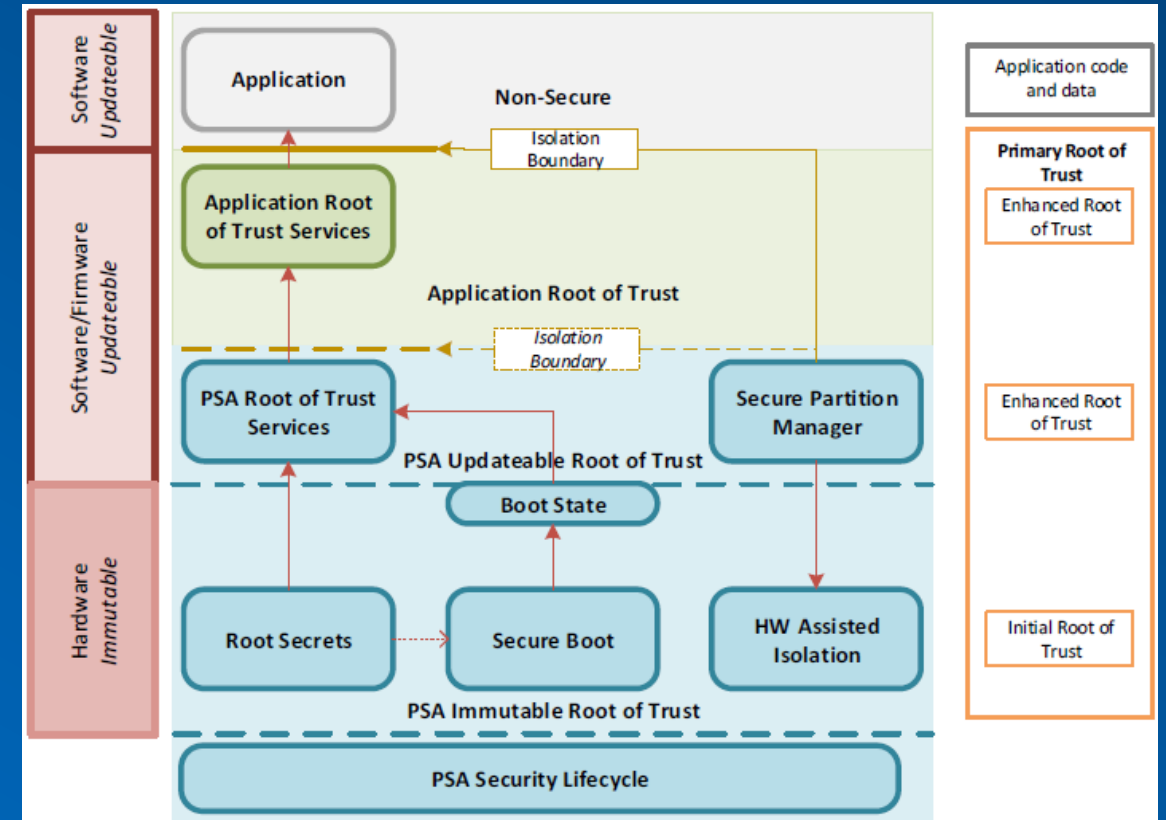 Software
Updateable
Application
Non-Secure
Isolation
Boundary
Application code
and data
Software/Firmware
Updateable
Application Root
of Trust Services
Application Root of Trust
Isolation
Boundary
PSA Root of Trust
Services
Secure Partition
Manager
PSA Updateable Root of Trust
Primary Root of
Trust
Enhanced Root
of Trust
Enhanced Root
of Trust
Initial Root of
Trust
Hardware
Immutable
Boot State
Root Secrets
Secure Boot
HW Assisted
Isolation
PSA Immutable Root of Trust
PSA Security Lifecycle